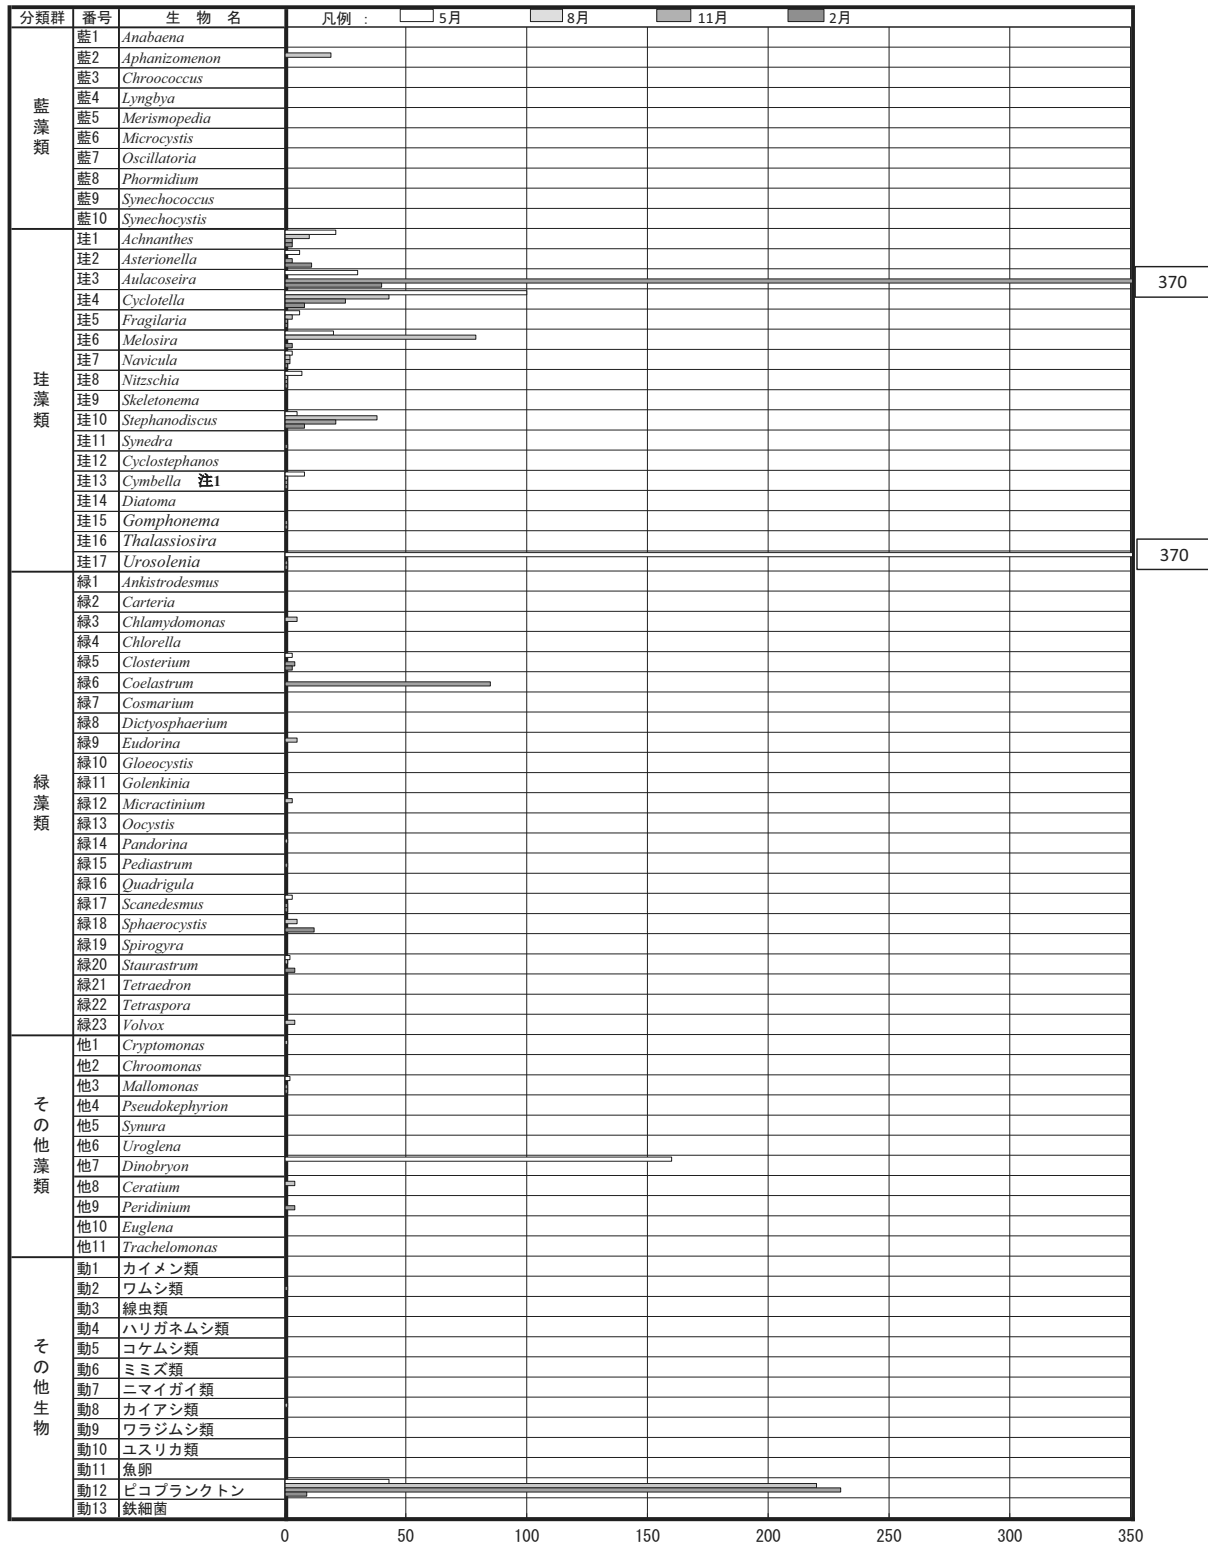 分類群 番号 生 物 名 凡例 : 5月 8月 11月 2月
藍藻類
藍1 Anabaena
藍2 Aphanizomenon
藍3 Chroococcus
藍4 Lyngbya
藍5 Merismopedia
藍6 Microcystis
藍7 Oscillatoria
藍8 Phormidium
藍9 Synechococcus
藍10 Synechocystis
珪藻類
珪1 Achnanthes
珪2 Asterionella
珪3 Aulacoseira 370
珪4 Cyclotella
珪5 Fragilaria
珪6 Melosira
珪7 Navicula
珪8 Nitzschia
珪9 Skeletonema
珪10 Stephanodiscus
珪11 Synedra
珪12 Cyclostephanos
珪13 Cymbella 注1
珪14 Diatoma
珪15 Gomphonema
珪16 Thalassiosira
珪17 Urosolenia 370
緑藻類
緑1 Ankistrodesmus
緑2 Carteria
緑3 Chlamydomonas
緑4 Chlorella
緑5 Closterium
緑6 Coelastrum
緑7 Cosmarium
緑8 Dictyosphaerium
緑9 Eudorina
緑10 Gloeocystis
緑11 Golenkinia
緑12 Micractinium
緑13 Oocystis
緑14 Pandorina
緑15 Pediastrum
緑16 Quadrigula
緑17 Scanedesmus
緑18 Sphaerocystis
緑19 Spirogyra
緑20 Staurastrum
緑21 Tetraedron
緑22 Tetraspora
緑23 Volvox
その他藻類
他1 Cryptomonas
他2 Chroomonas
他3 Mallomonas
他4 Pseudokephyrion
他5 Synura
他6 Uroglena
他7 Dinobryon
他8 Ceratium
他9 Peridinium
他10 Euglena
他11 Trachelomonas
その他生物
動1 カイメン類
動2 ワムシ類
動3 線虫類
動4 ハリガネムシ類
動5 コケムシ類
動6 ミミズ類
動7 ニマイガイ類
動8 カイアシ類
動9 ワラジムシ類
動10 ユスリカ類
動11 魚卵
動12 ピコプランクトン
動13 鉄細菌
0 50 100 150 200 250 300 350